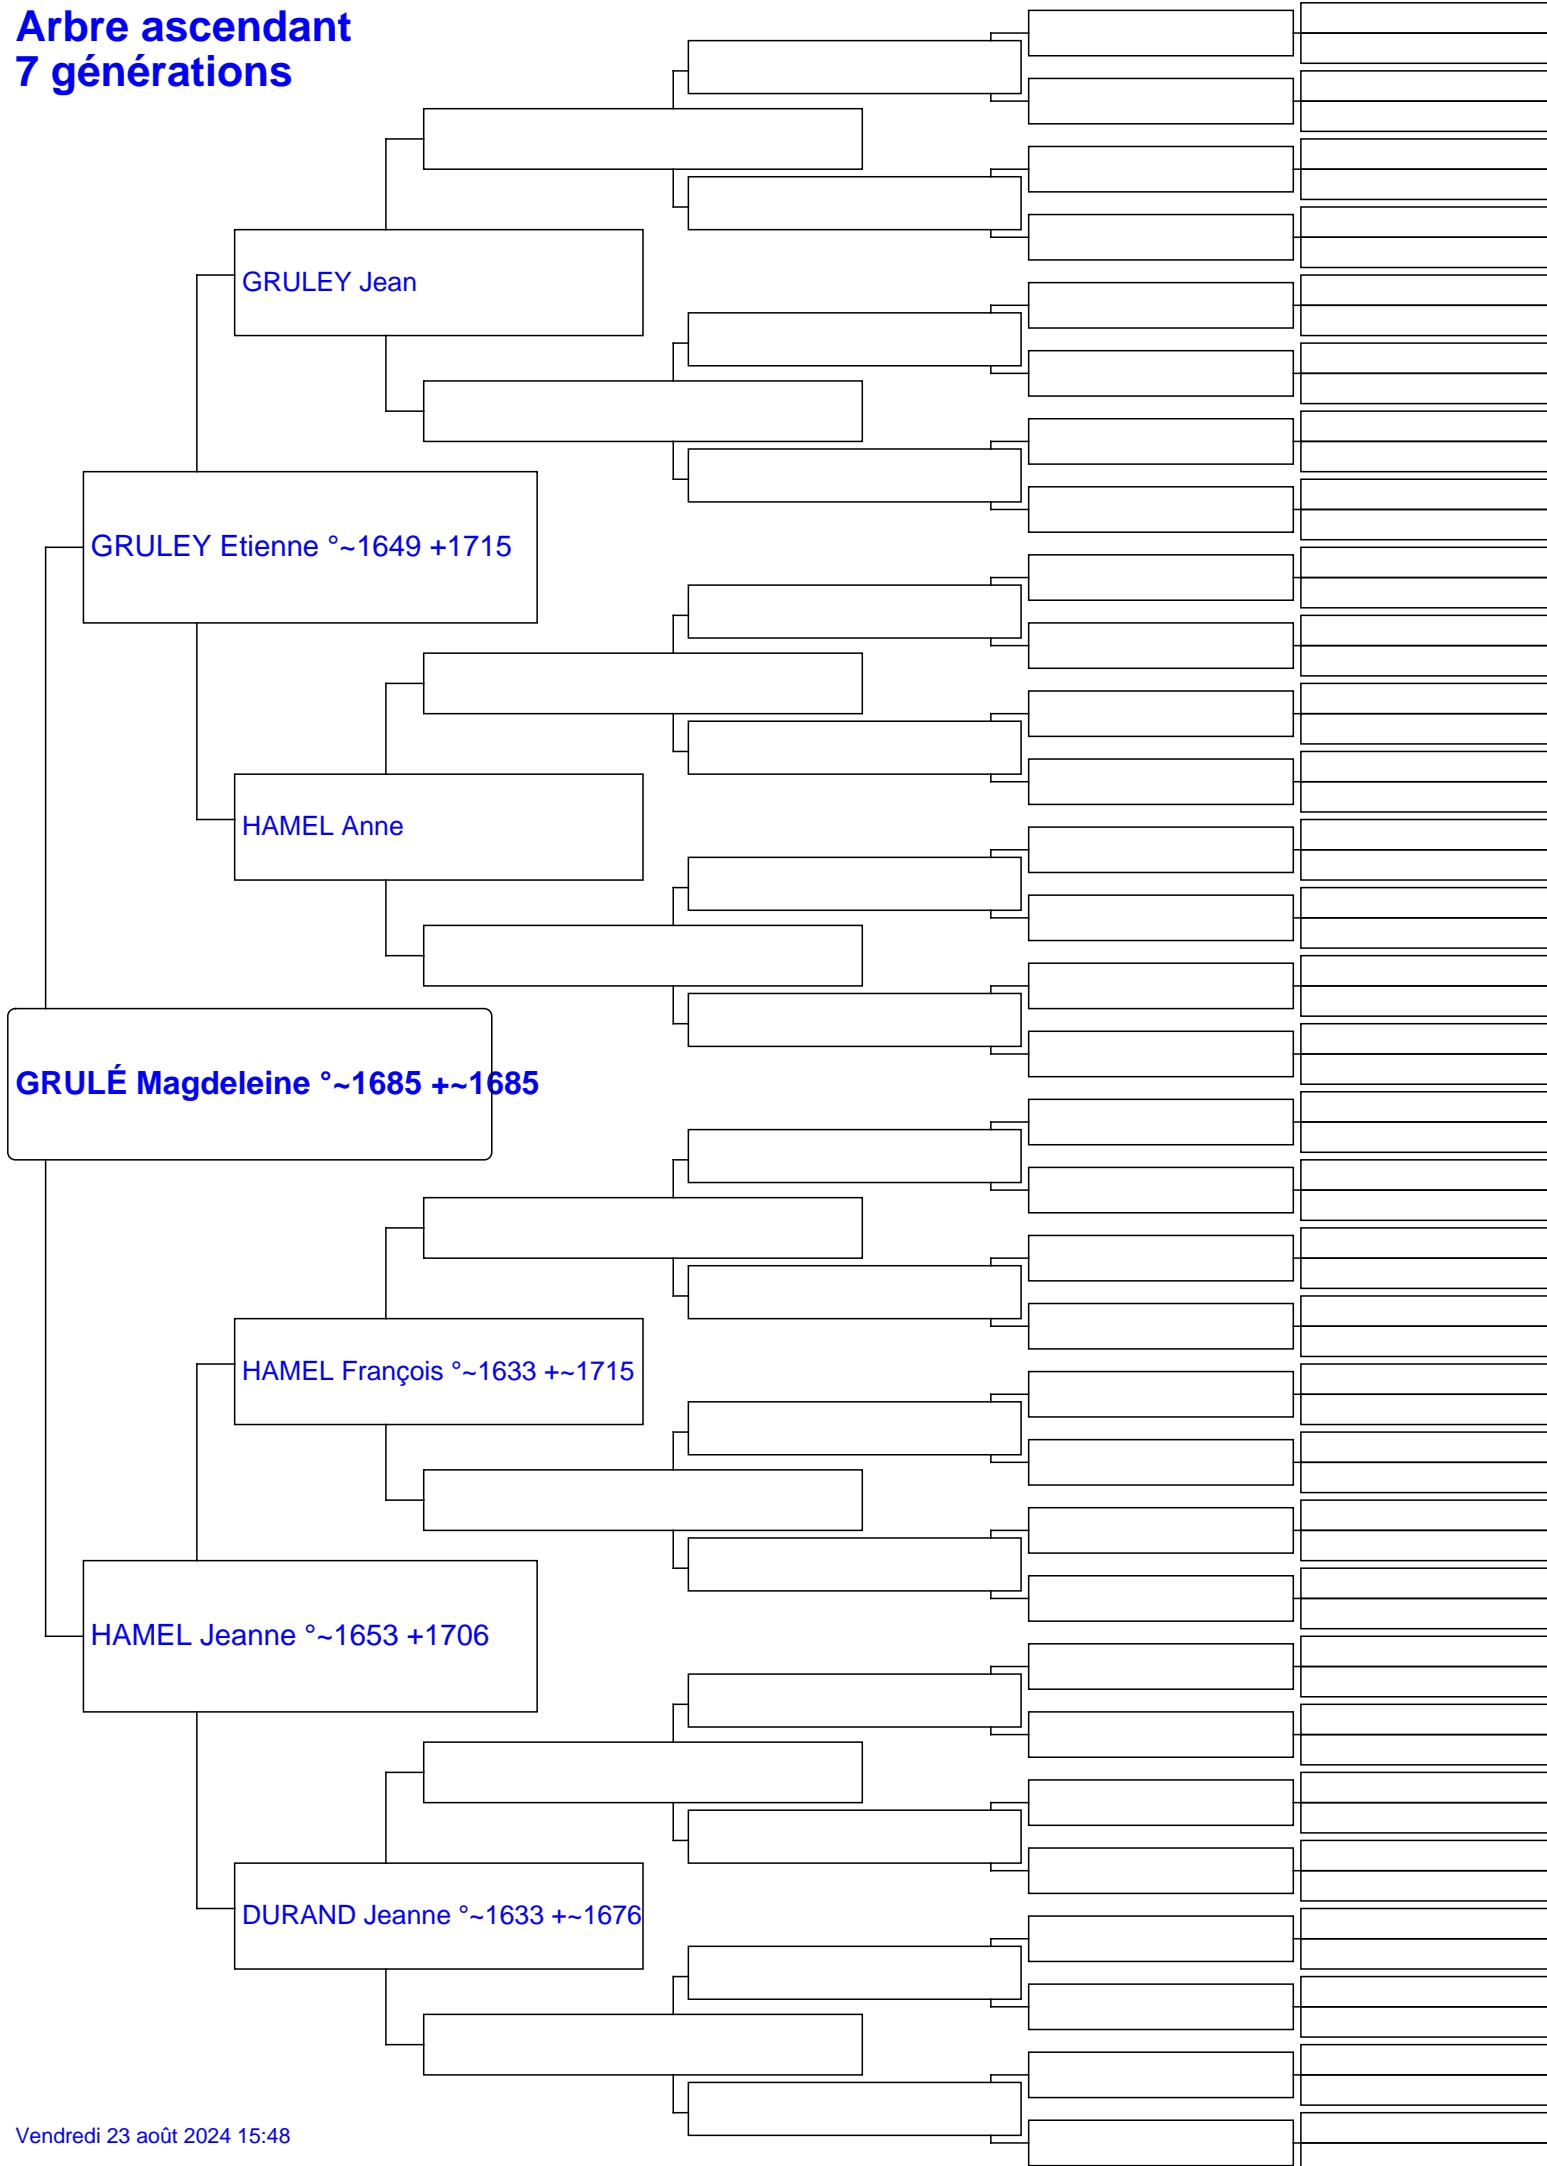 Arbre ascendant
7 générations
GRULEY Jean
GRULEY Etienne °~1649 +1715
HAMEL Anne
GRULÉ Magdeleine °~1685 +~1685
HAMEL François °~1633 +~1715
HAMEL Jeanne °~1653 +1706
DURAND Jeanne °~1633 +~1676
Vendredi 23 août 2024 15:48